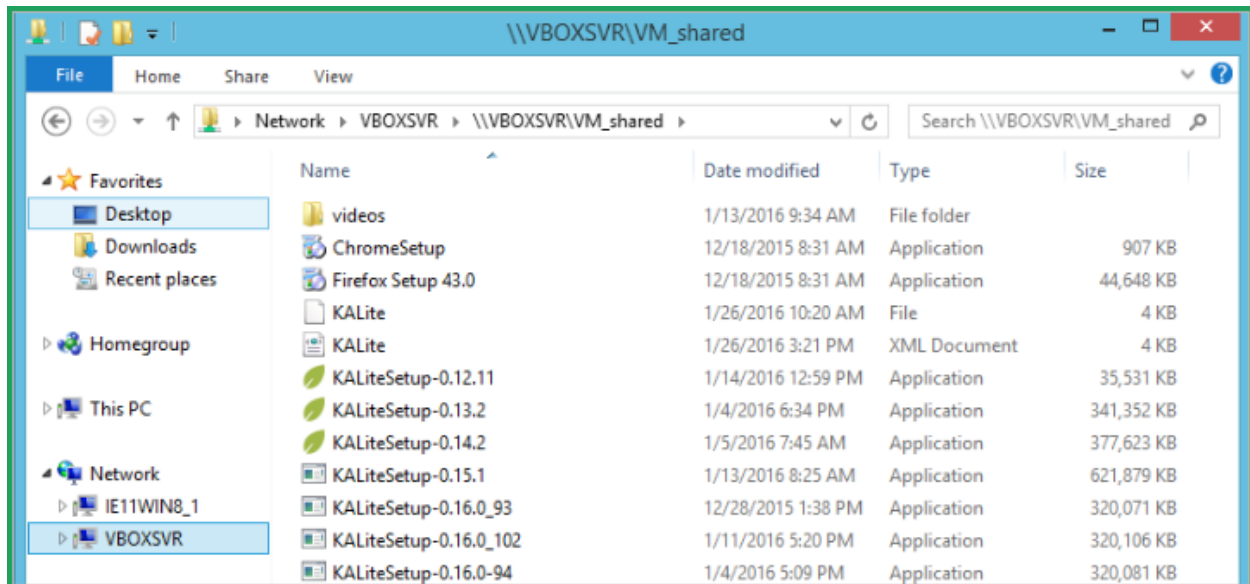 \\VBOXSVR\VM_shared
File Home Share View
Network VBOXSVR \\VBOXSVR\VM_shared Search \\VBOXSVR\VM_shared
Name Date modified Type Size
Favorites
Desktop videos 1/13/2016 9:34 AM File folder
Downloads ChromeSetup 12/18/2015 8:31 AM Application 907 KB
Recent places Firefox Setup 43.0 12/18/2015 8:31 AM Application 44,648 KB
KALite 1/26/2016 10:20 AM File 4 KB
Homegroup KALite 1/26/2016 3:21 PM XML Document 4 KB
KALiteSetup-0.12.11 1/14/2016 12:59 PM Application 35,531 KB
This PC KALiteSetup-0.13.2 1/4/2016 6:34 PM Application 341,352 KB
KALiteSetup-0.14.2 1/5/2016 7:45 AM Application 377,623 KB
Network KALiteSetup-0.15.1 1/13/2016 8:25 AM Application 621,879 KB
IE11WIN8_1 KALiteSetup-0.16.0_93 12/28/2015 1:38 PM Application 320,071 KB
VBOXSVR KALiteSetup-0.16.0_102 1/11/2016 5:20 PM Application 320,106 KB
KALiteSetup-0.16.0-94 1/4/2016 5:09 PM Application 320,081 KB